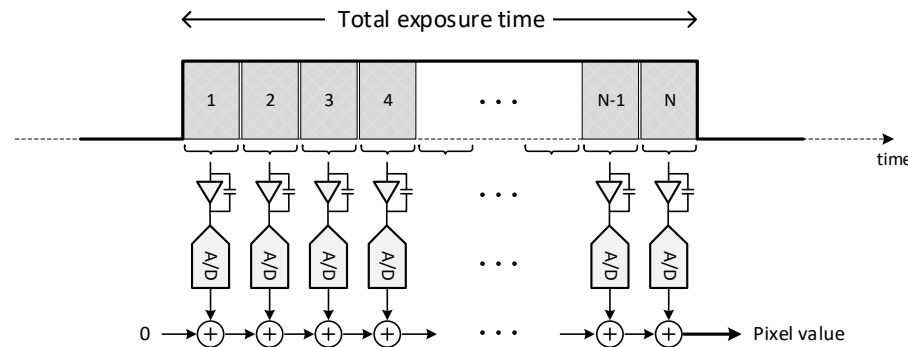 Total exposure time
1 2 3 4 ... N-1 N
time
...
A/D A/D A/D A/D ... A/D A/D
0 + + + + ... + + Pixel value